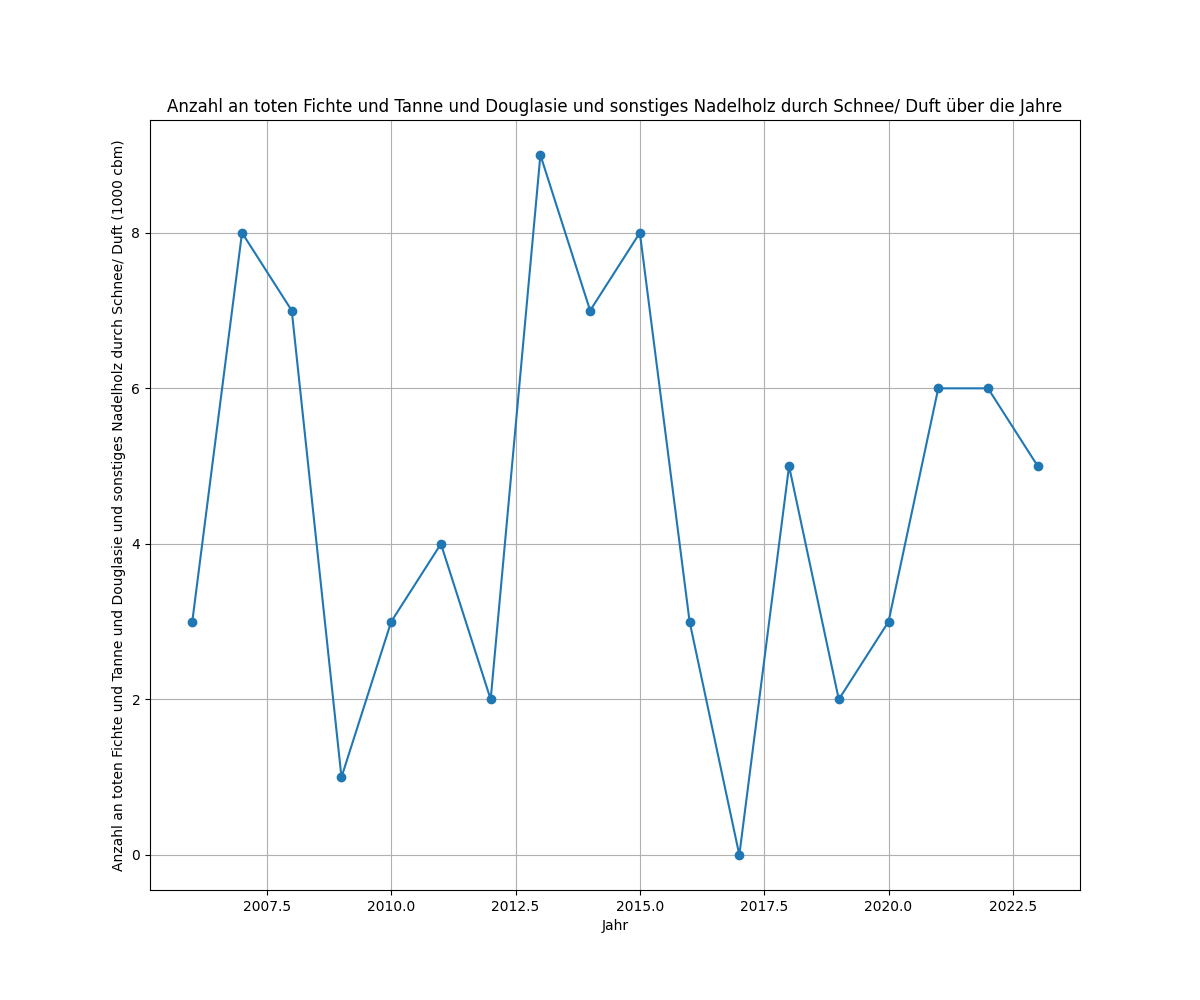 Anzahl an toten Fichte und Tanne und Douglasie und sonstiges Nadelholz durch Schnee/ Duft über die Jahre
Anzahl an toten Fichte und Tanne und Douglasie und sonstiges Nadelholz durch Schnee/ Duft (1000 cbm)
8
6
4
2
0
2007.5 2010.0 2012.5 2015.0 2017.5 2020.0 2022.5
Jahr